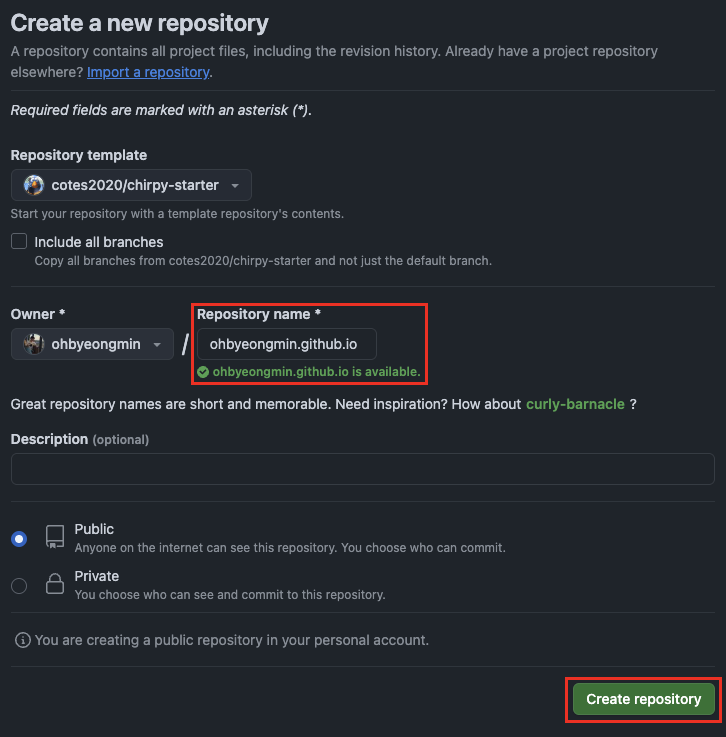 Create a new repository
A repository contains all project files, including the revision history. Already have a project repository
elsewhere? Import a repository.
Required fields are marked with an asterisk (*).
Repository template
cotes2020/chirpy-starter
Start your repository with a template repository's contents.
Include all branches
Copy all branches from cotes2020/chirpy-starter and not just the default branch.
Owner *
Repository name *
ohbyeongmin
/
ohbyeongmin.github.io
ohbyeongmin.github.io is available.
Great repository names are short and memorable. Need inspiration? How about curly-barnacle ?
Description (optional)
Public
Anyone on the internet can see this repository. You choose who can commit.
Private
You choose who can see and commit to this repository.
You are creating a public repository in your personal account.
Create repository